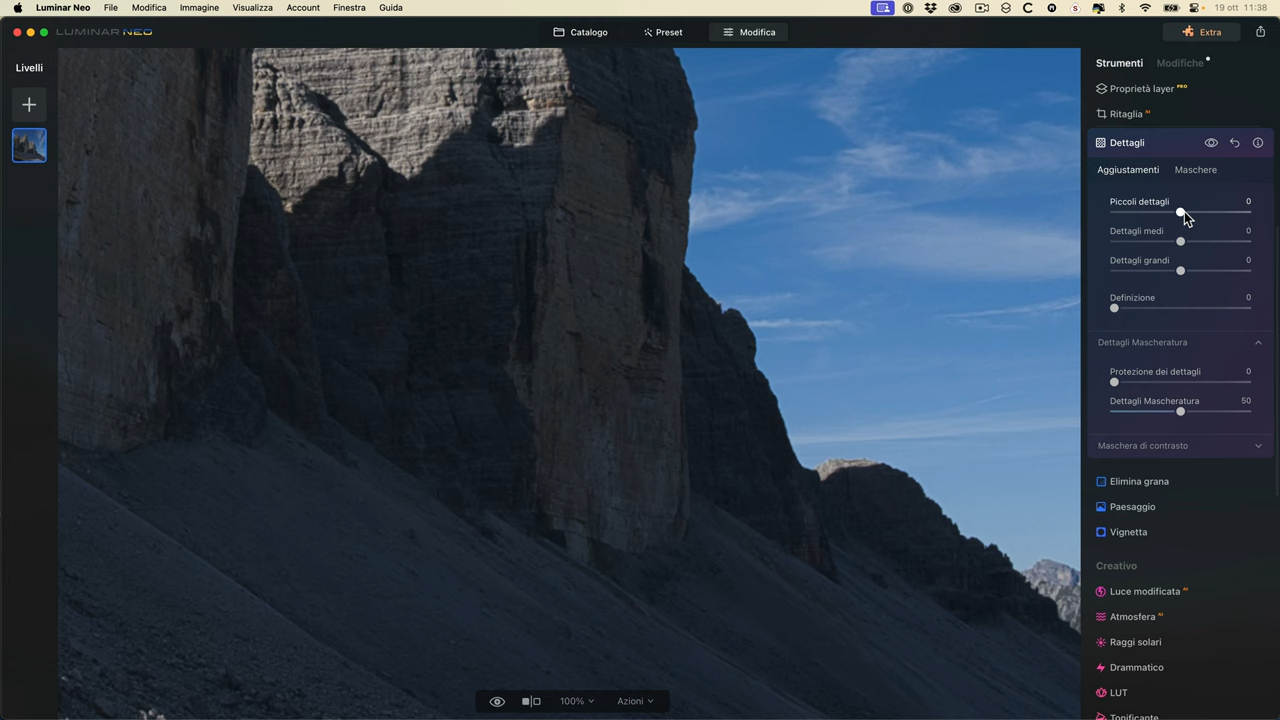 Luminar Neo File Modifica Immagine Visualizza Account Finestra Guida 19 ott 11:38
LUMINAR NEO Catalogo Preset Modifica Extra
Livelli
Strumenti Modifiche
Proprietà layer PRO
Ritaglia AI
Dettagli
Aggiustamenti Maschere
Piccoli dettagli 0
Dettagli medi 0
Dettagli grandi 0
Definizione 0
Dettagli Mascheratura
Protezione dei dettagli 0
Dettagli Mascheratura 50
Maschera di contrasto
Elimina grana
Paesaggio
Vignetta
Creativo
Luce modificata AI
Atmosfera AI
Raggi solari
Drammatico
LUT
Tonificante
100% Azioni